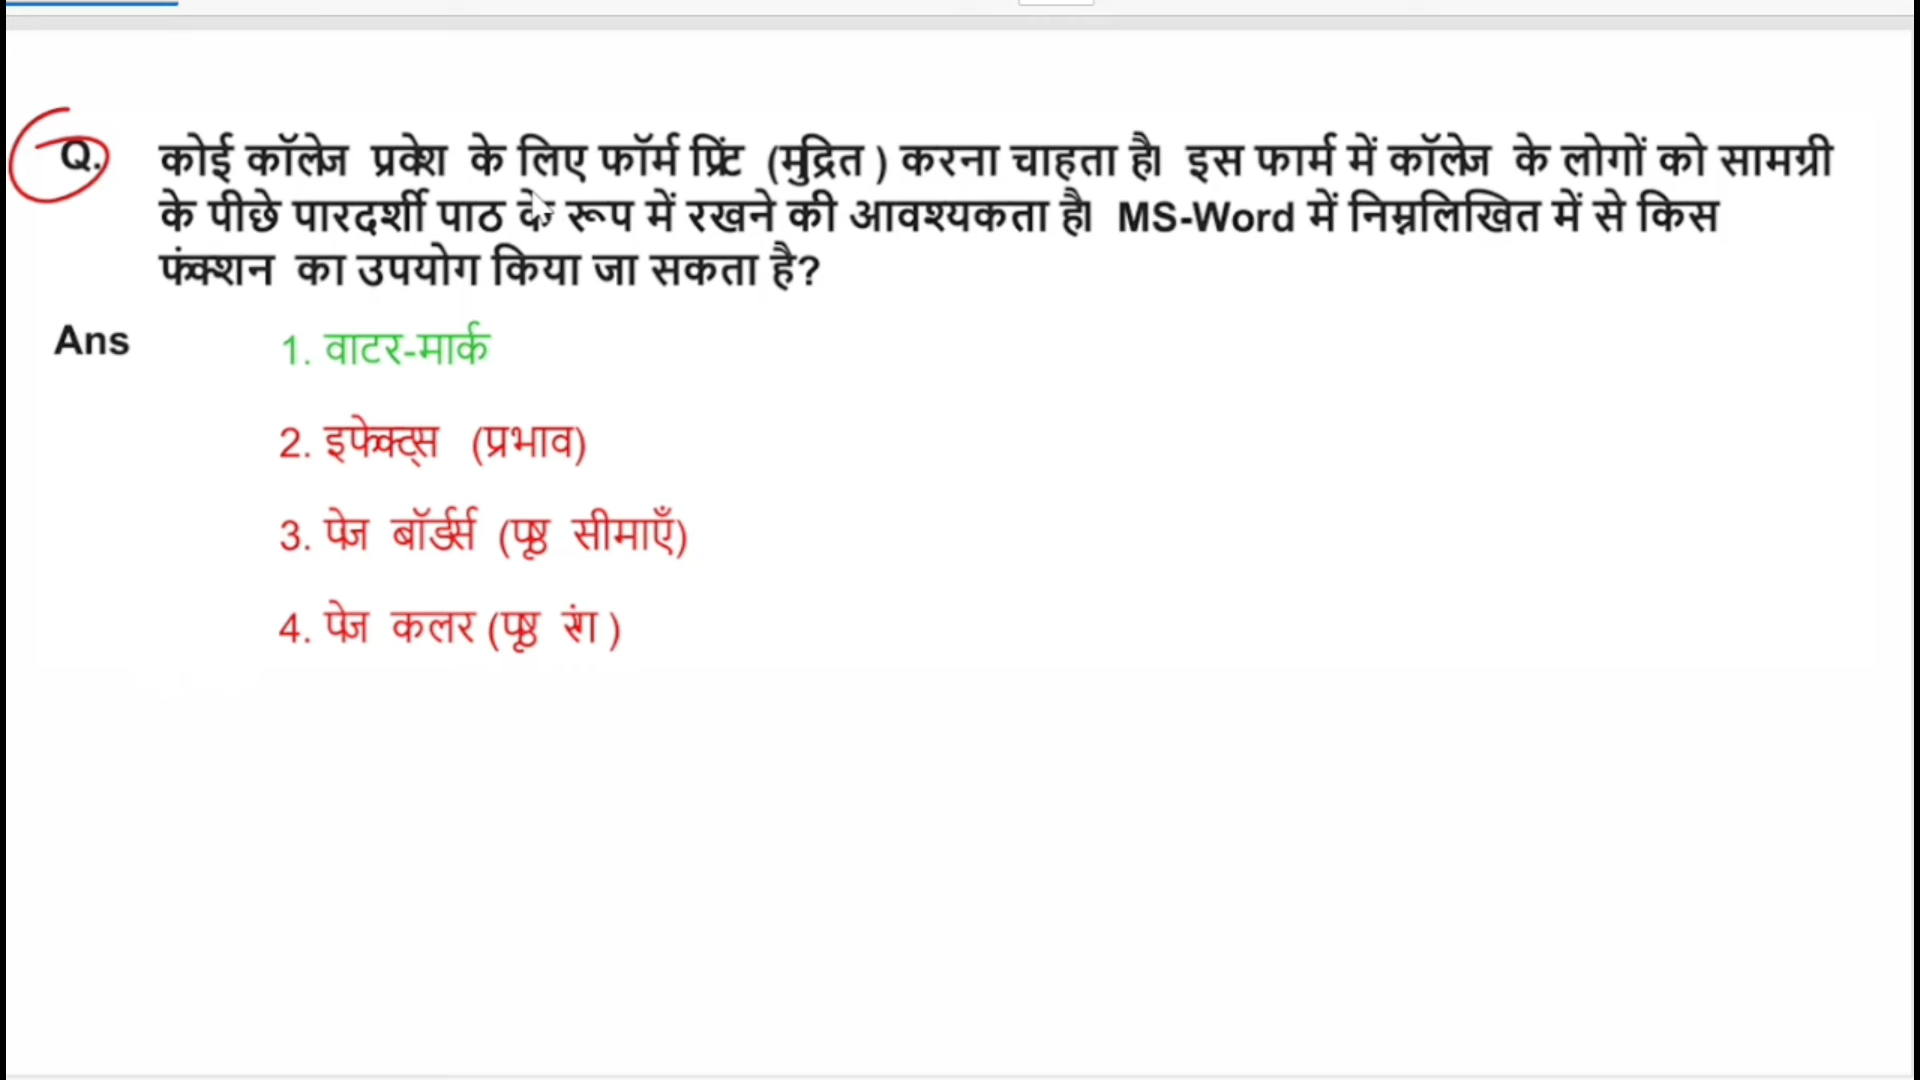 Q. कोई कॉलेज प्रवेश के लिए फॉर्म प्रिंट (मुद्रित ) करना चाहता है। इस फार्म में कॉलेज के लोगों को सामग्री
के पीछे पारदर्शी पाठ के रूप में रखने की आवश्यकता है। MS-Word में निम्नलिखित में से किस
फंक्शन का उपयोग किया जा सकता है?
Ans 1. वाटर-मार्क
2. इफेक्ट्स (प्रभाव)
3. पेज बॉर्डर्स (पृष्ठ सीमाएँ)
4. पेज कलर (पृष्ठ रंग )